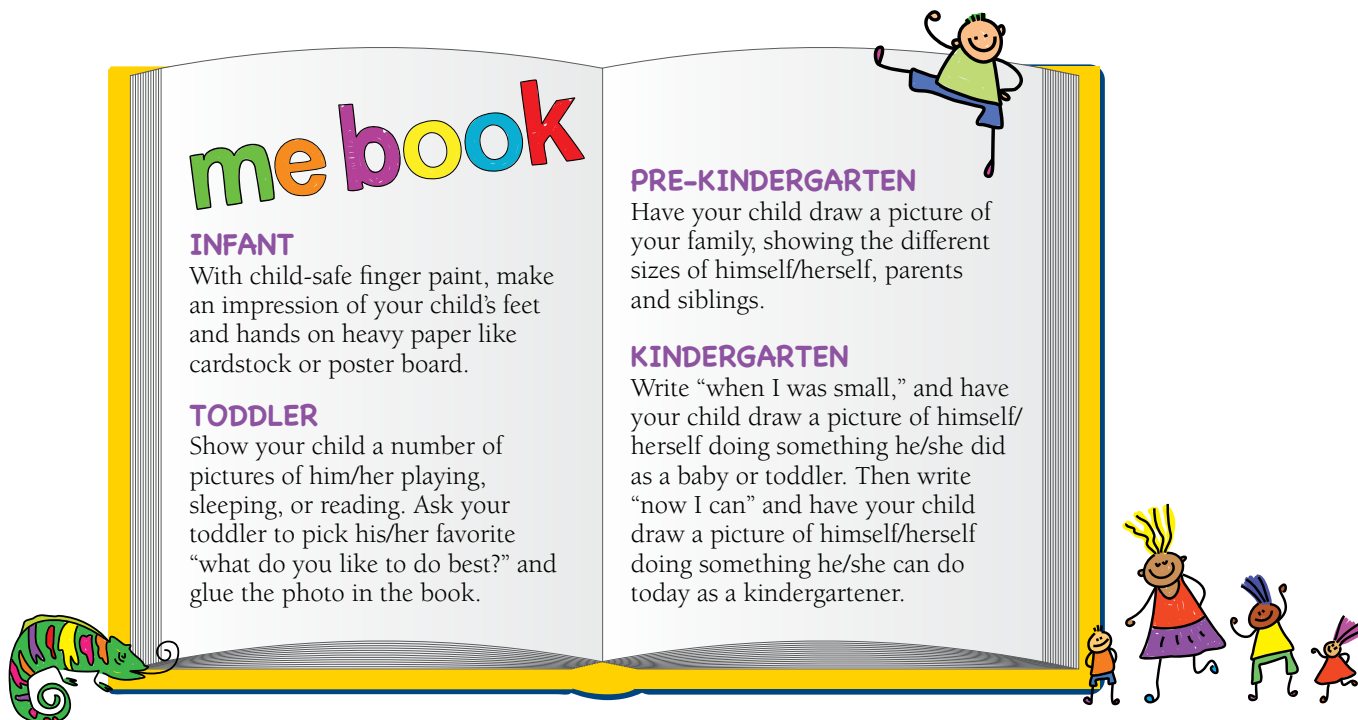 me book
INFANT
With child-safe finger paint, make
an impression of your child’s feet
and hands on heavy paper like
cardstock or poster board.
TODDLER
Show your child a number of
pictures of him/her playing,
sleeping, or reading. Ask your
toddler to pick his/her favorite
“what do you like to do best?” and
glue the photo in the book.
PRE-KINDERGARTEN
Have your child draw a picture of
your family, showing the different
sizes of himself/herself, parents
and siblings.
KINDERGARTEN
Write “when I was small,” and have
your child draw a picture of himself/
herself doing something he/she did
as a baby or toddler. Then write
“now I can” and have your child
draw a picture of himself/herself
doing something he/she can do
today as a kindergartener.